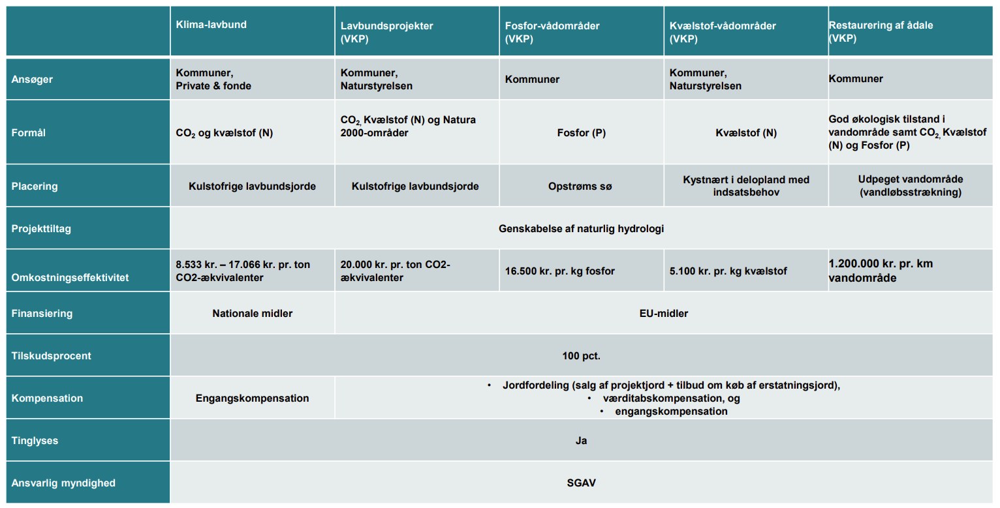 Klima-lavbund
Lavbundsprojekter
(VKP)
Fosfor-vådområder
(VKP)
Kvælstof-vådområder
(VKP)
Restaurering af ådale
(VKP)
Ansøger
Kommuner,
Private & fonde
Kommuner,
Naturstyrelsen
Kommuner
Kommuner,
Naturstyrelsen
Kommuner
Formål
CO₂ og kvælstof (N)
CO₂, Kvælstof (N) og Natura
2000-områder
Fosfor (P)
Kvælstof (N)
God økologisk tilstand i
vandområde samt CO₂, Kvælstof
(N) og Fosfor (P)
Placering
Kulstofrige lavbundsjorde
Kulstofrige lavbundsjorde
Opstrøms sø
Kystnært i delopland med
indsatsbehov
Udpeget vandområde
(vandløbsstrækning)
Projekttiltag
Genskabelse af naturlig hydrologi
Omkostningseffektivitet
8.533 kr. – 17.066 kr. pr. ton
CO2-ækvivalenter
20.000 kr. pr. ton CO2-
ækvivalenter
16.500 kr. pr. kg fosfor
5.100 kr. pr. kg kvælstof
1.200.000 kr. pr. km
vandområde
Finansiering
Nationale midler
EU-midler
Tilskudsprocent
100 pct.
Kompensation
Engangskompensation
• Jordfordeling (salg af projektjord + tilbud om køb af erstatningsjord),
• værditabskompensation, og
• engangskompensation
Tinglyses
Ja
Ansvarlig myndighed
SGAV